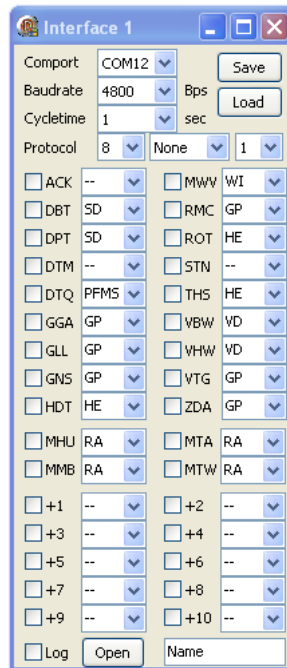 Interface 1
Comport COM12 Save
Baudrate 4800 Bps Load
Cycletime 1 sec
Protocol 8 None 1
ACK -- MWV WI
DBT SD RMC GP
DPT SD ROT HE
DTM -- STN --
DTQ PFMS THS HE
GGA GP VBW VD
GLL GP VHW VD
GNS GP VTG GP
HDT HE ZDA GP
MHU RA MTA RA
MMB RA MTW RA
+1 -- +2 --
+3 -- +4 --
+5 -- +6 --
+7 -- +8 --
+9 -- +10 --
Log Open Name